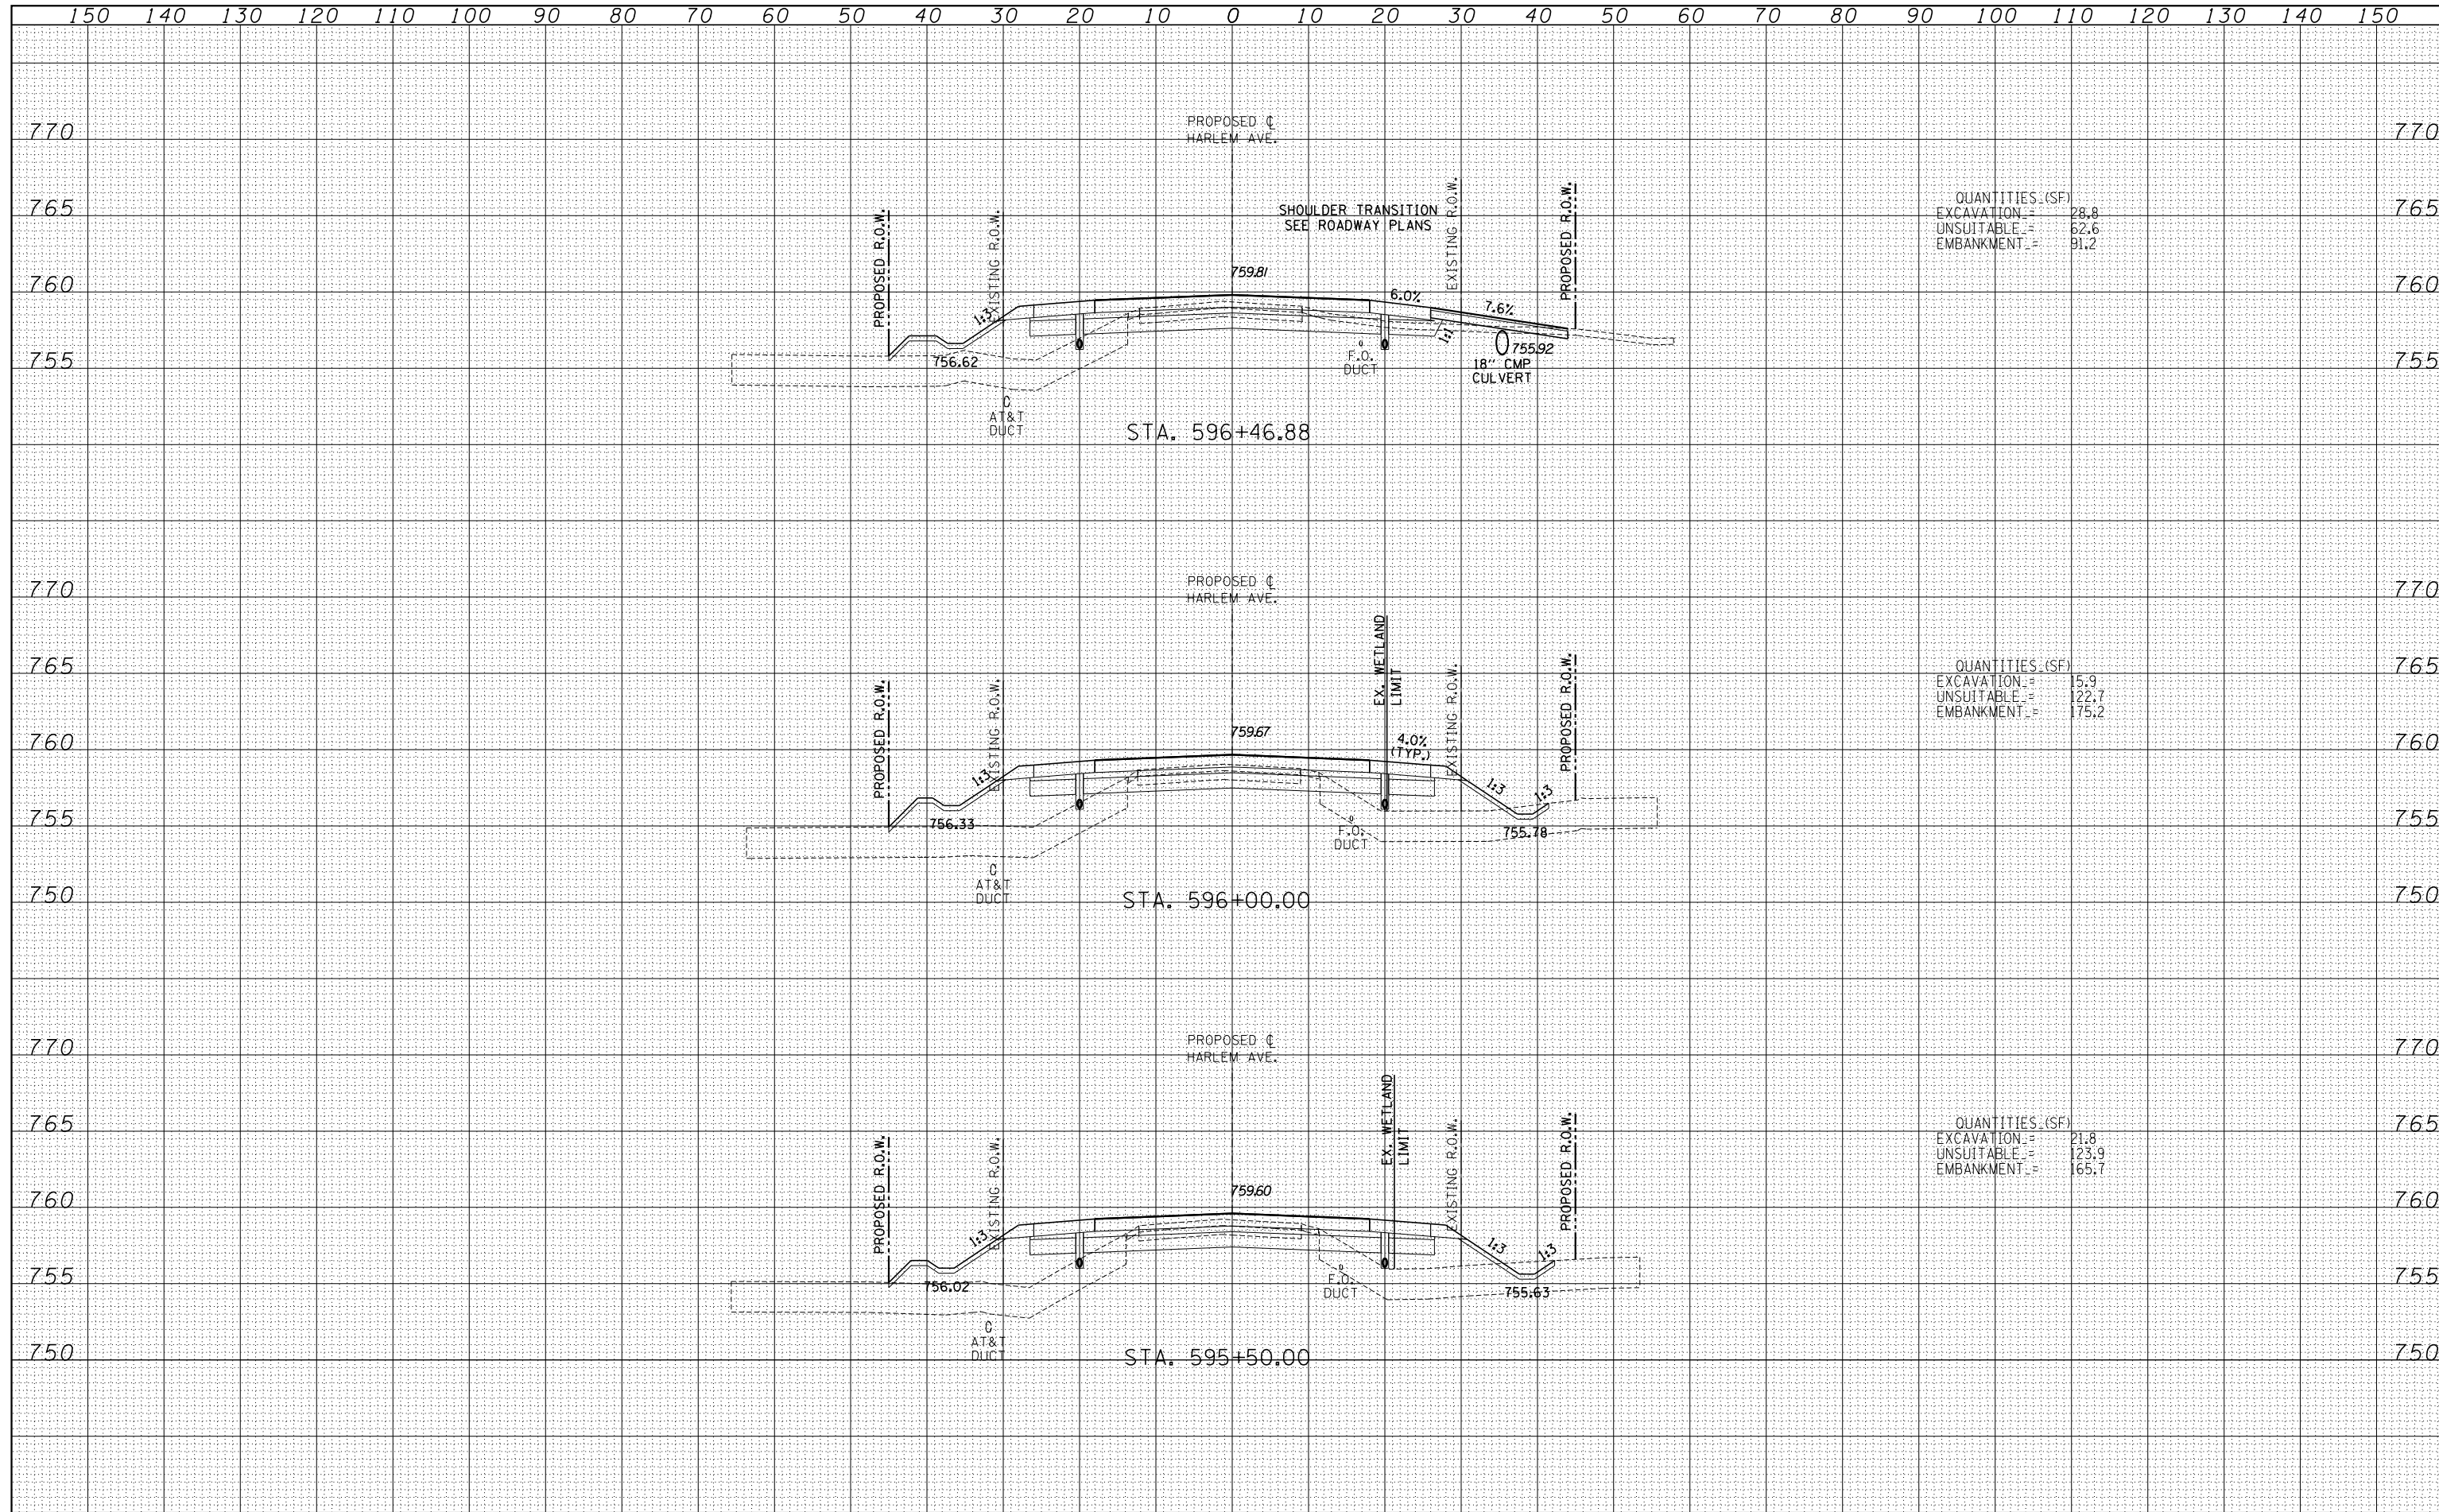 150 140 130 120 110 100 90 80 70 60 50 40 30 20 10 0 10 20 30 40 50 60 70 80 90 100 110 120 130 140 150
770 770
PROPOSED ℄
HARLEM AVE.
765 765
PROPOSED R.O.W.
EXISTING R.O.W.
SHOULDER TRANSITION
SEE ROADWAY PLANS
EXISTING R.O.W.
PROPOSED R.O.W.
QUANTITIES (SF)
EXCAVATION = 28.8
UNSUITABLE = 62.6
EMBANKMENT = 91.2
760 760
759.81
6.0%
7.6%
1:3
1:1
755 755
756.62
F.O.
DUCT
755.92
18" CMP
CULVERT
AT&T
DUCT
STA. 596+46.88
770 770
PROPOSED ℄
HARLEM AVE.
765 765
PROPOSED R.O.W.
EXISTING R.O.W.
EX. WETLAND
LIMIT
EXISTING R.O.W.
PROPOSED R.O.W.
QUANTITIES (SF)
EXCAVATION = 15.9
UNSUITABLE = 122.7
EMBANKMENT = 175.2
760 760
759.67
4.0%
(TYP.)
1:3
1:3
1:3
755 755
756.33
F.O.
DUCT
755.78
AT&T
DUCT
750 750
STA. 596+00.00
770 770
PROPOSED ℄
HARLEM AVE.
765 765
PROPOSED R.O.W.
EXISTING R.O.W.
EX. WETLAND
LIMIT
EXISTING R.O.W.
PROPOSED R.O.W.
QUANTITIES (SF)
EXCAVATION = 21.8
UNSUITABLE = 123.9
EMBANKMENT = 165.7
760 760
759.60
1:3
1:3
1:3
755 755
756.02
F.O.
DUCT
755.63
AT&T
DUCT
750 750
STA. 595+50.00